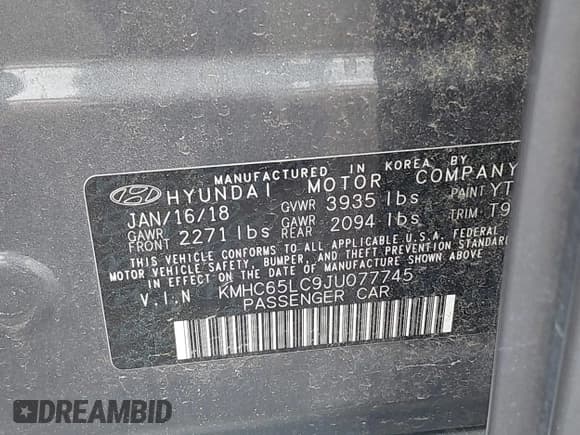 MANUFACTURED IN KOREA BY
HYUNDAI MOTOR COMPANY
JAN/16/18 GVWR 3935 lbs PAINT YT
GAWR FRONT 2271 lbs GAWR REAR 2094 lbs TRIM T9
THIS VEHICLE CONFORMS TO ALL APPLICABLE U.S.A. FEDERAL
MOTOR VEHICLE SAFETY, BUMPER, AND THEFT PREVENTION STANDARD
IN EFFECT ON THE DATE OF MANUFACTURE SHOWN ABOVE
V.I.N KMHC65LC9JU077745
PASSENGER CAR
DREAMBID